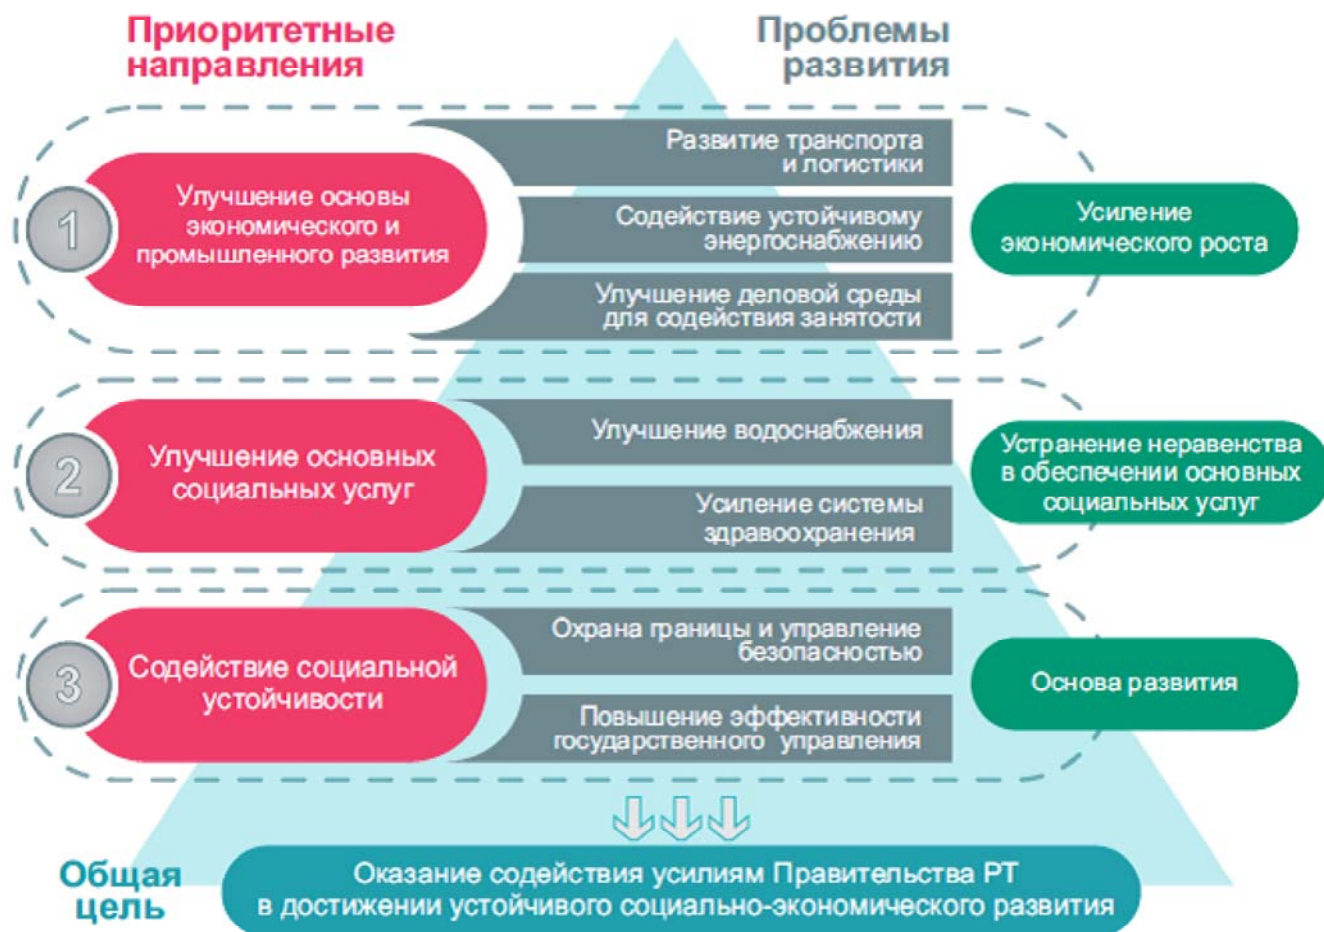 Приоритетные
направления
Проблемы
развития
1
Улучшение основы
экономического и
промышленного развития
Развитие транспорта
и логистики
Содействие устойчивому
энергоснабжению
Улучшение деловой среды
для содействия занятости
Усиление
экономического роста
2
Улучшение основных
социальных услуг
Улучшение водоснабжения
Усиление системы
здравоохранения
Устранение неравенства
в обеспечении основных
социальных услуг
3
Содействие социальной
устойчивости
Охрана границы и управление
безопасностью
Повышение эффективности
государственного управления
Основа развития
Общая
цель
Оказание содействия усилиям Правительства РТ
в достижении устойчивого социально-экономического развития